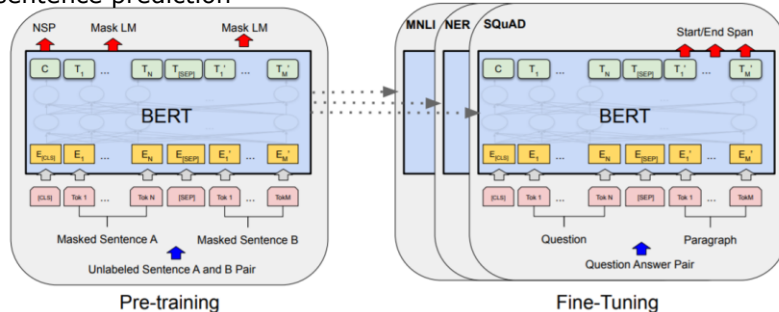 sentence prediction
NSP Mask LM Mask LM
C T1 ... TN T[SEP] T1' ... TM'
BERT
E[CLS] E1 ... EN E[SEP] E1' ... EM'
[CLS] Tok 1 ... Tok N [SEP] Tok 1 ... TokM
Masked Sentence A Masked Sentence B
Unlabeled Sentence A and B Pair
Pre-training
MNLI NER SQuAD
Start/End Span
C T1 ... TN T[SEP] T1' ... TM'
BERT
E[CLS] E1 ... EN E[SEP] E1' ... EM'
[CLS] Tok 1 ... Tok N [SEP] Tok 1 ... TokM
Question Paragraph
Question Answer Pair
Fine-Tuning